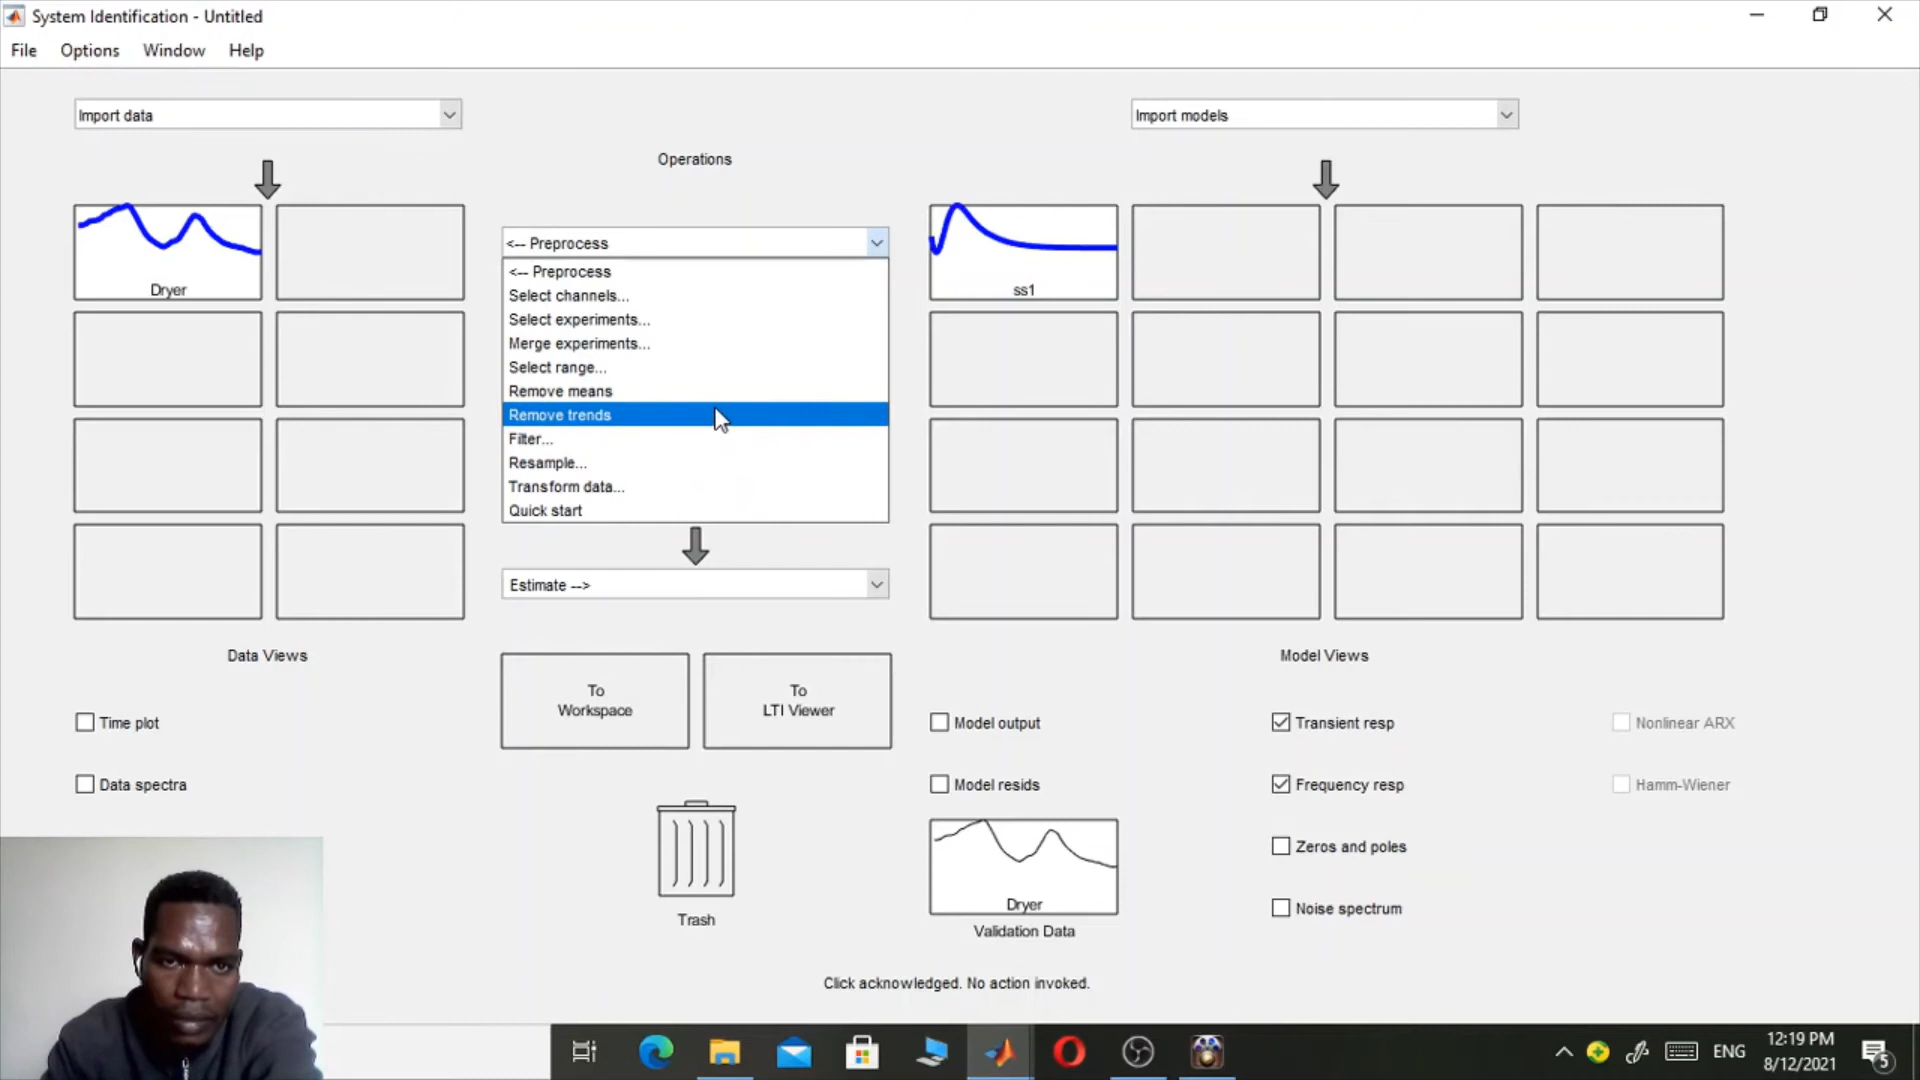 System Identification - Untitled
File Options Window Help
Import data
Import models
Operations
<-- Preprocess
<-- Preprocess
Select channels...
Select experiments...
Merge experiments...
Select range...
Remove means
Remove trends
Filter...
Resample...
Transform data...
Quick start
Dryer
ss1
Estimate -->
Data Views
Model Views
To
Workspace
To
LTI Viewer
Time plot
Data spectra
Model output
Model resids
Transient resp
Frequency resp
Zeros and poles
Noise spectrum
Nonlinear ARX
Hamm-Wiener
Trash
Dryer
Validation Data
Click acknowledged. No action invoked.
ENG
12:19 PM
8/12/2021
5